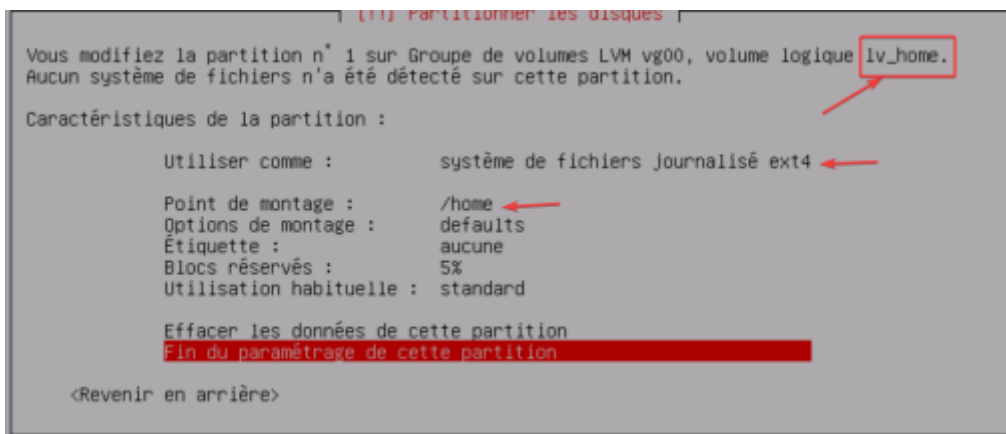 [!!] Partitionner les disques
Vous modifiez la partition n° 1 sur Groupe de volumes LVM vg00, volume logique lv_home.
Aucun système de fichiers n'a été détecté sur cette partition.
Caractéristiques de la partition :
Utiliser comme : système de fichiers journalisé ext4
Point de montage : /home
Options de montage : defaults
Étiquette : aucune
Blocs réservés : 5%
Utilisation habituelle : standard
Effacer les données de cette partition
Fin du paramétrage de cette partition
<Revenir en arrière>